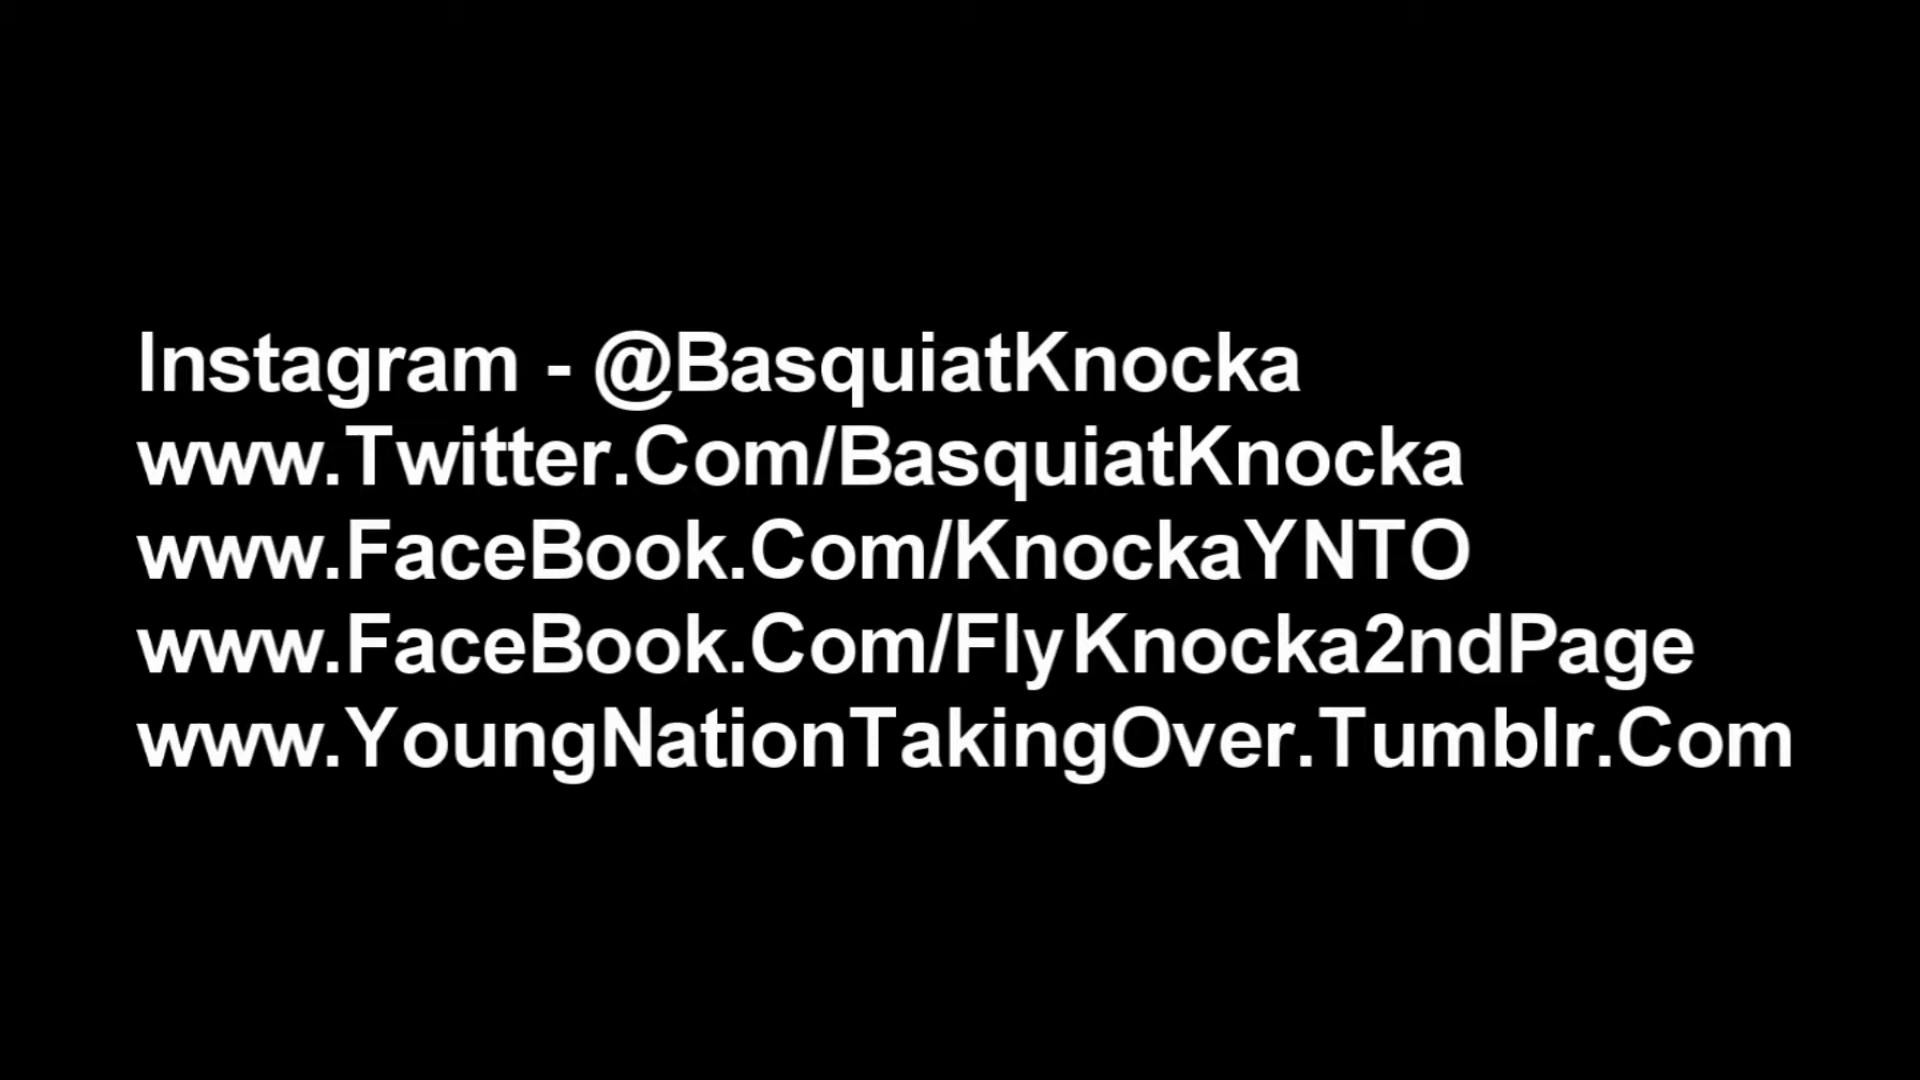 Instagram - @BasquiatKnocka
www.Twitter.Com/BasquiatKnocka
www.FaceBook.Com/KnockaYNTO
www.FaceBook.Com/FlyKnocka2ndPage
www.YoungNationTakingOver.Tumblr.Com